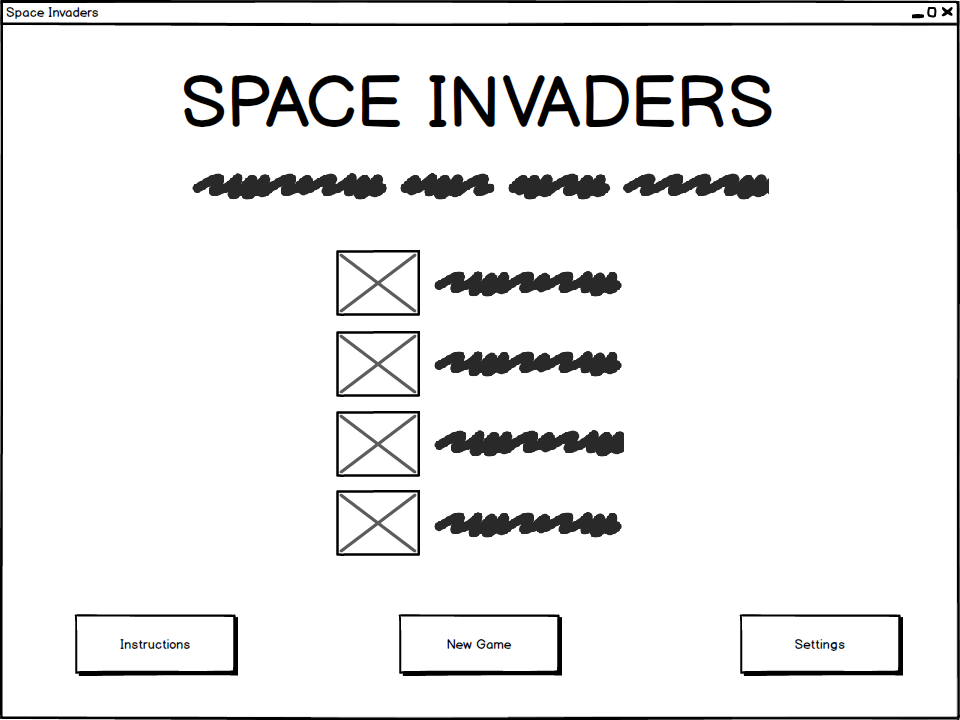 Space Invaders
SPACE INVADERS
Instructions
New Game
Settings